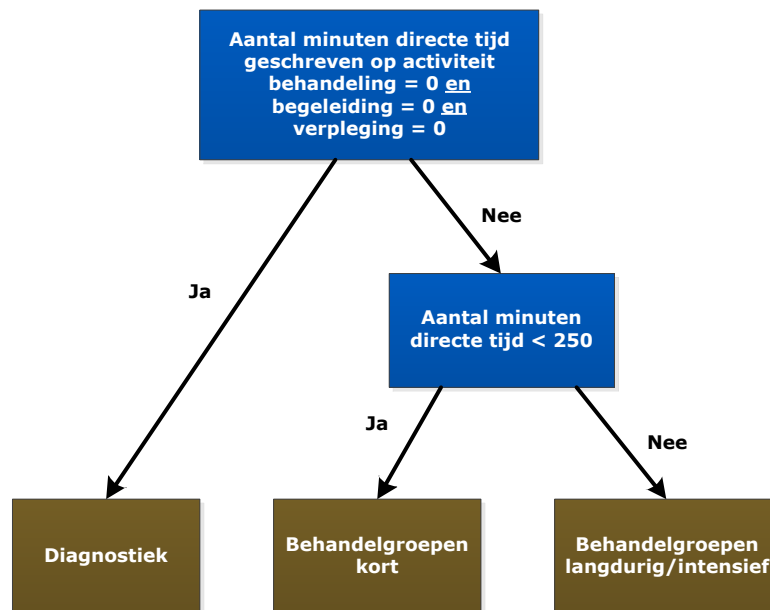 Aantal minuten directe tijd
geschreven op activiteit
behandeling = 0 en
begeleiding = 0 en
verpleging = 0
Nee
Ja
Aantal minuten
directe tijd < 250
Ja
Nee
Diagnostiek
Behandelgroepen
kort
Behandelgroepen
langdurig/intensief